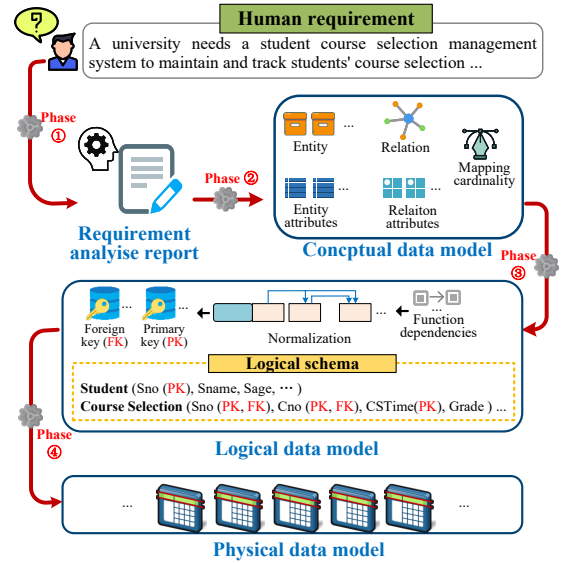 ?
Human requirement
A university needs a student course selection management
system to maintain and track students' course selection ...
Phase
①
Phase ②
Requirement
analyise report
...
Entity
Relation
Mapping
cardinality
...
Entity
attributes
Relaiton
attributes
Concptual data model
Phase
③
...
...
Foreign
key (FK)
Primary
key (PK)
...
Normalization
...
Function
dependencies
Logical schema
Student (Sno (PK), Sname, Sage, ··· )
Course Selection (Sno (PK, FK), Cno (PK, FK), CSTime(PK), Grade ) ...
Logical data model
Phase
④
...
...
Physical data model